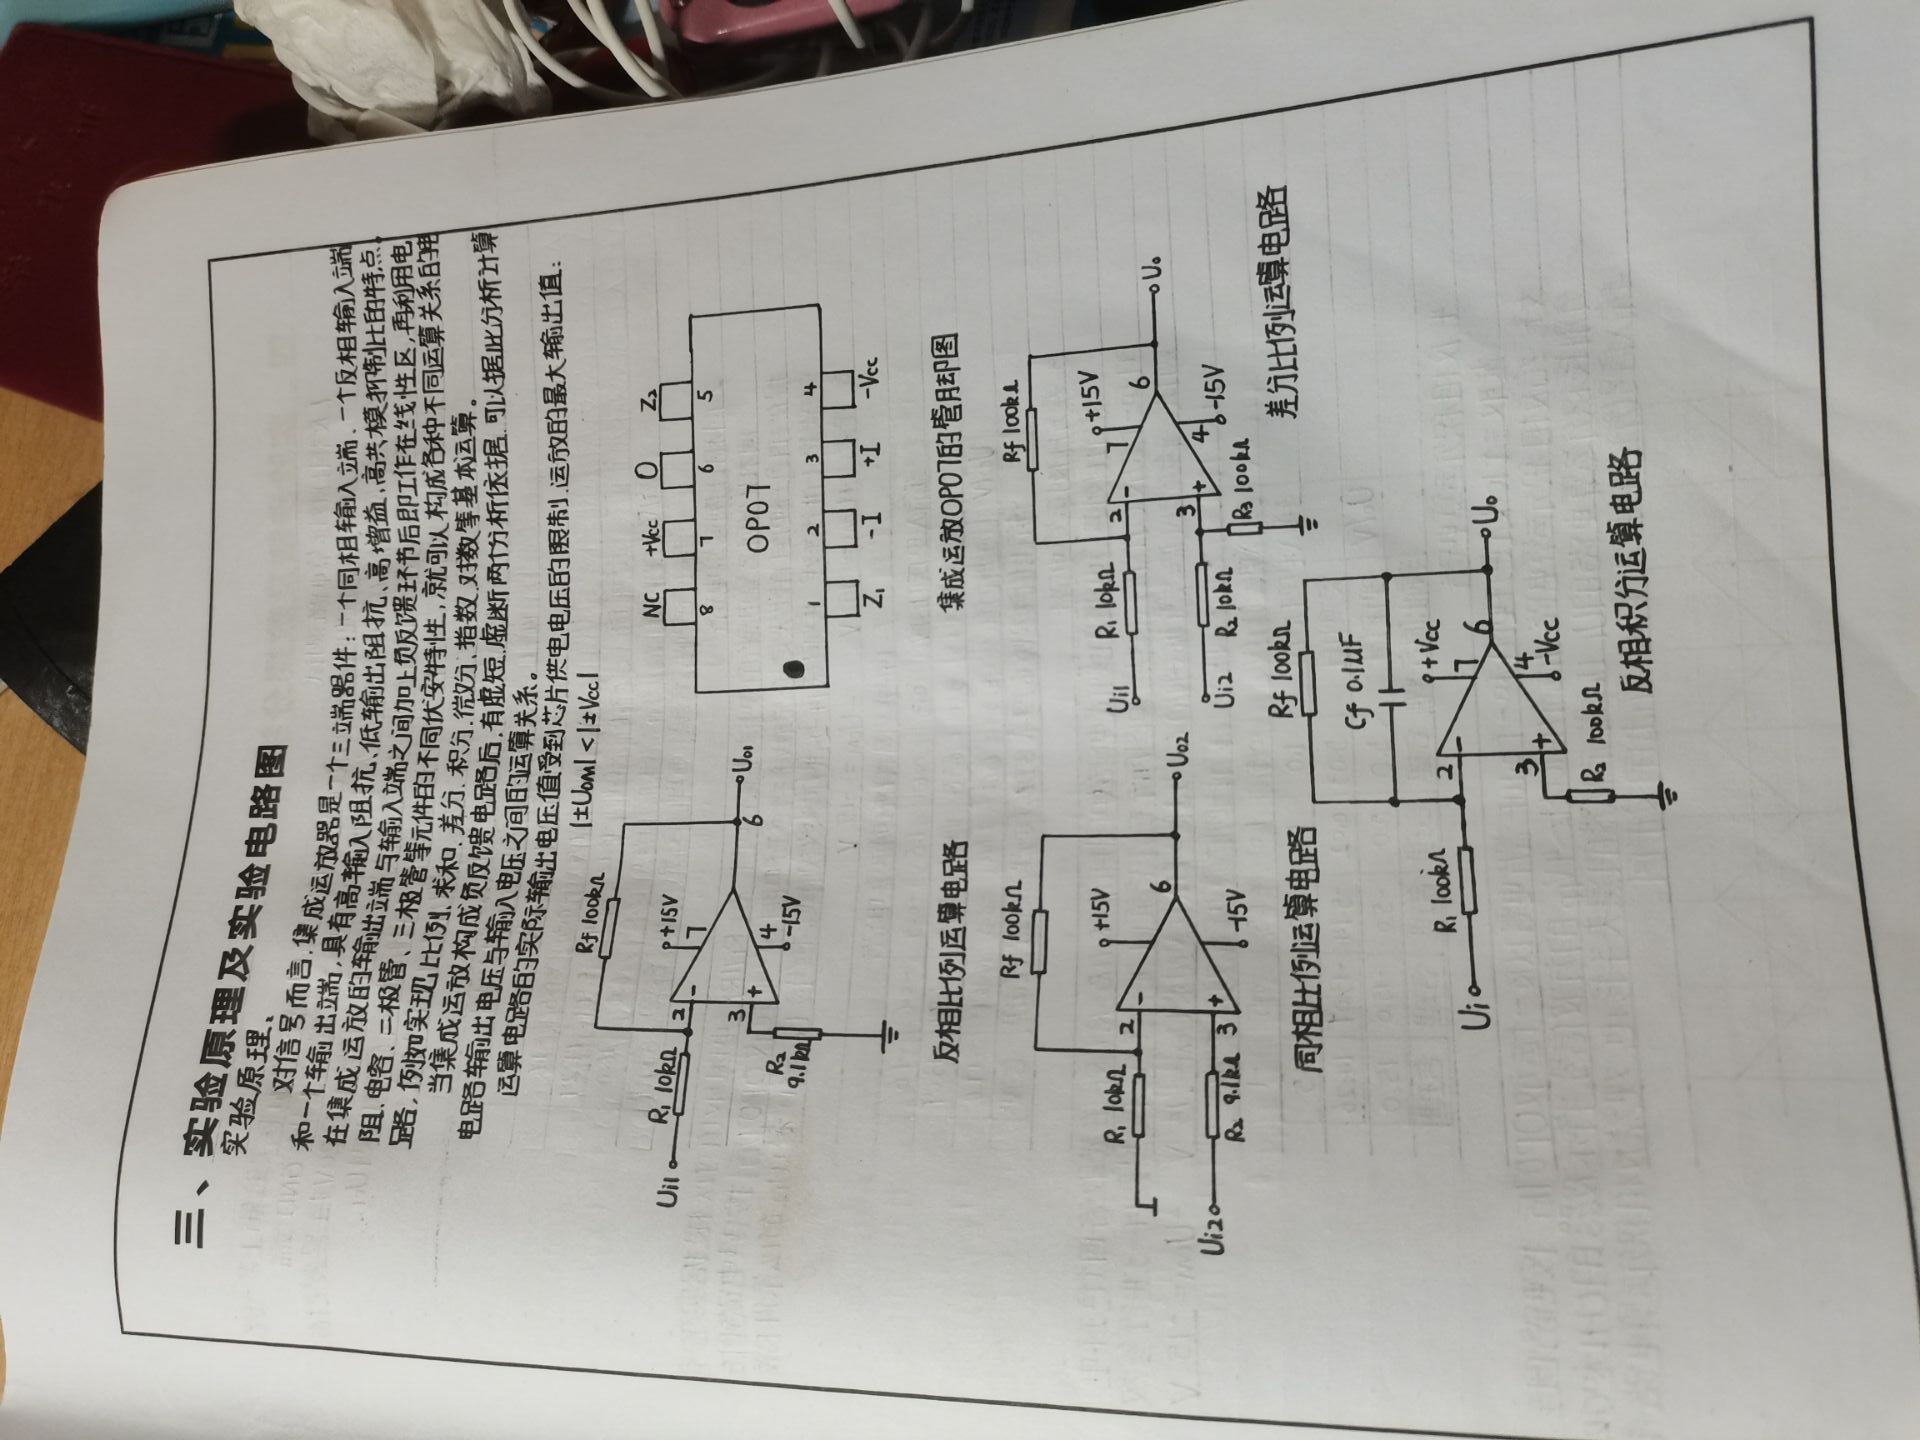 三、实验原理及实验电路图
实验原理:
对信号而言,集成运放器是一个三端器件:一个同相输入端、一个反相输入端
和一个输出端,具有高输入阻抗、低输出阻抗、高增益,高共模抑制比的特点.
在集成运放的输出端与输入端之间加上负反馈环节后即工作在线性区,再利用电
阻、电容、二极管、三极管等元件的不同伏安特性,就可以构成各种不同运算关系的电
路,例如实现比例、求和、差分、积分、微分、指数、对数等基本运算。
当集成运放构成负反馈电路后,有虚短、虚断两个分析依据,可以据此分析计算
电路输出电压与输入电压之间的运算关系。
运算电路的实际输出电压值受到芯片供电电压的限制,运放的最大输出值:
|±UOM|<|±VCC|
Rf 100kΩ
Ui1 R1 10kΩ 2 - +15V 7
3 + 4 -15V 6 Uo1
R2 9.1kΩ
反相比例运算电路
NC +Vcc O Z2
8 7 6 5
OP07
1 2 3 4
Z1 -I +I -Vcc
集成运放OP07的管脚图
Rf 100kΩ
R1 10kΩ 2 - +15V
6 Uo2
Ui2 R2 9.1kΩ 3 + -15V
同相比例运算电路
Rf 100kΩ
Ui1 R1 10kΩ 2 - 7 +15V
6 Uo
Ui2 R2 10kΩ 3 + 4 -15V
R3 100kΩ
差分比例运算电路
Rf 100kΩ
Cf 0.1μF
Ui R1 100kΩ 2 - 7 +Vcc
6 Uo
3 + 4 -Vcc
R2 100kΩ
反相积分运算电路